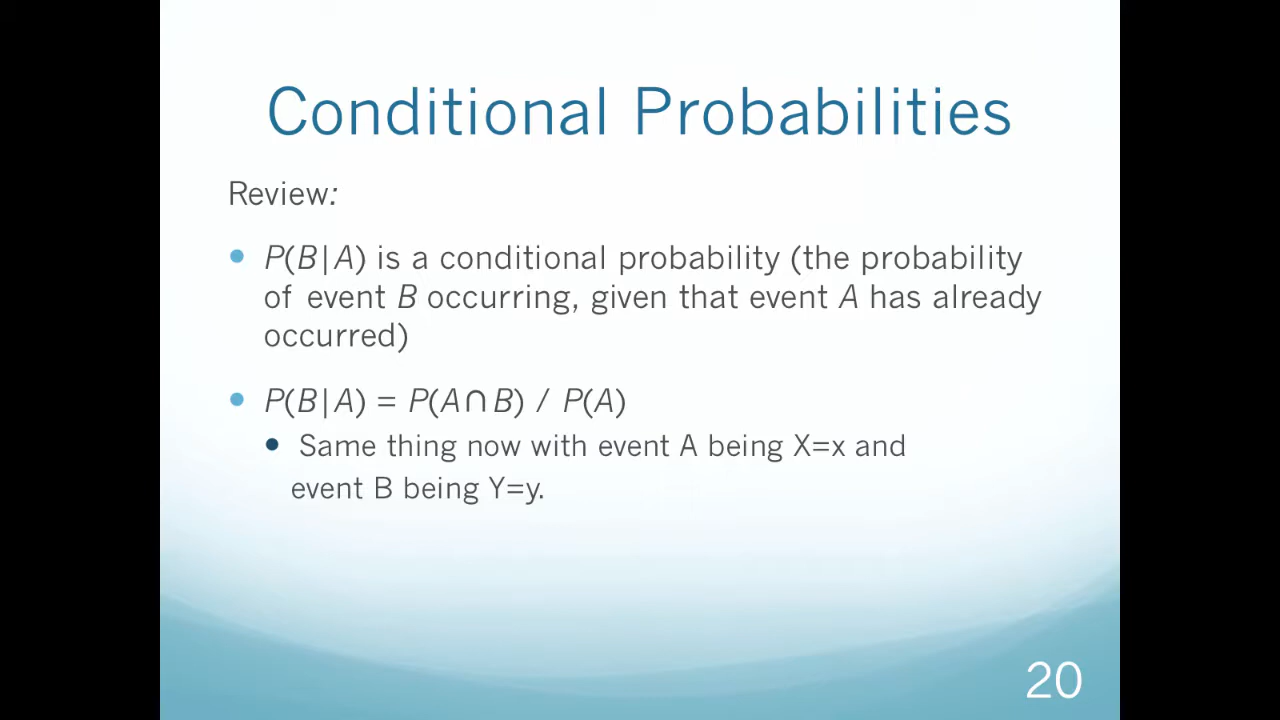 Conditional Probabilities
Review:
• P(B|A) is a conditional probability (the probability
of event B occurring, given that event A has already
occurred)
• P(B|A) = P(A∩B) / P(A)
• Same thing now with event A being X=x and
event B being Y=y.
20